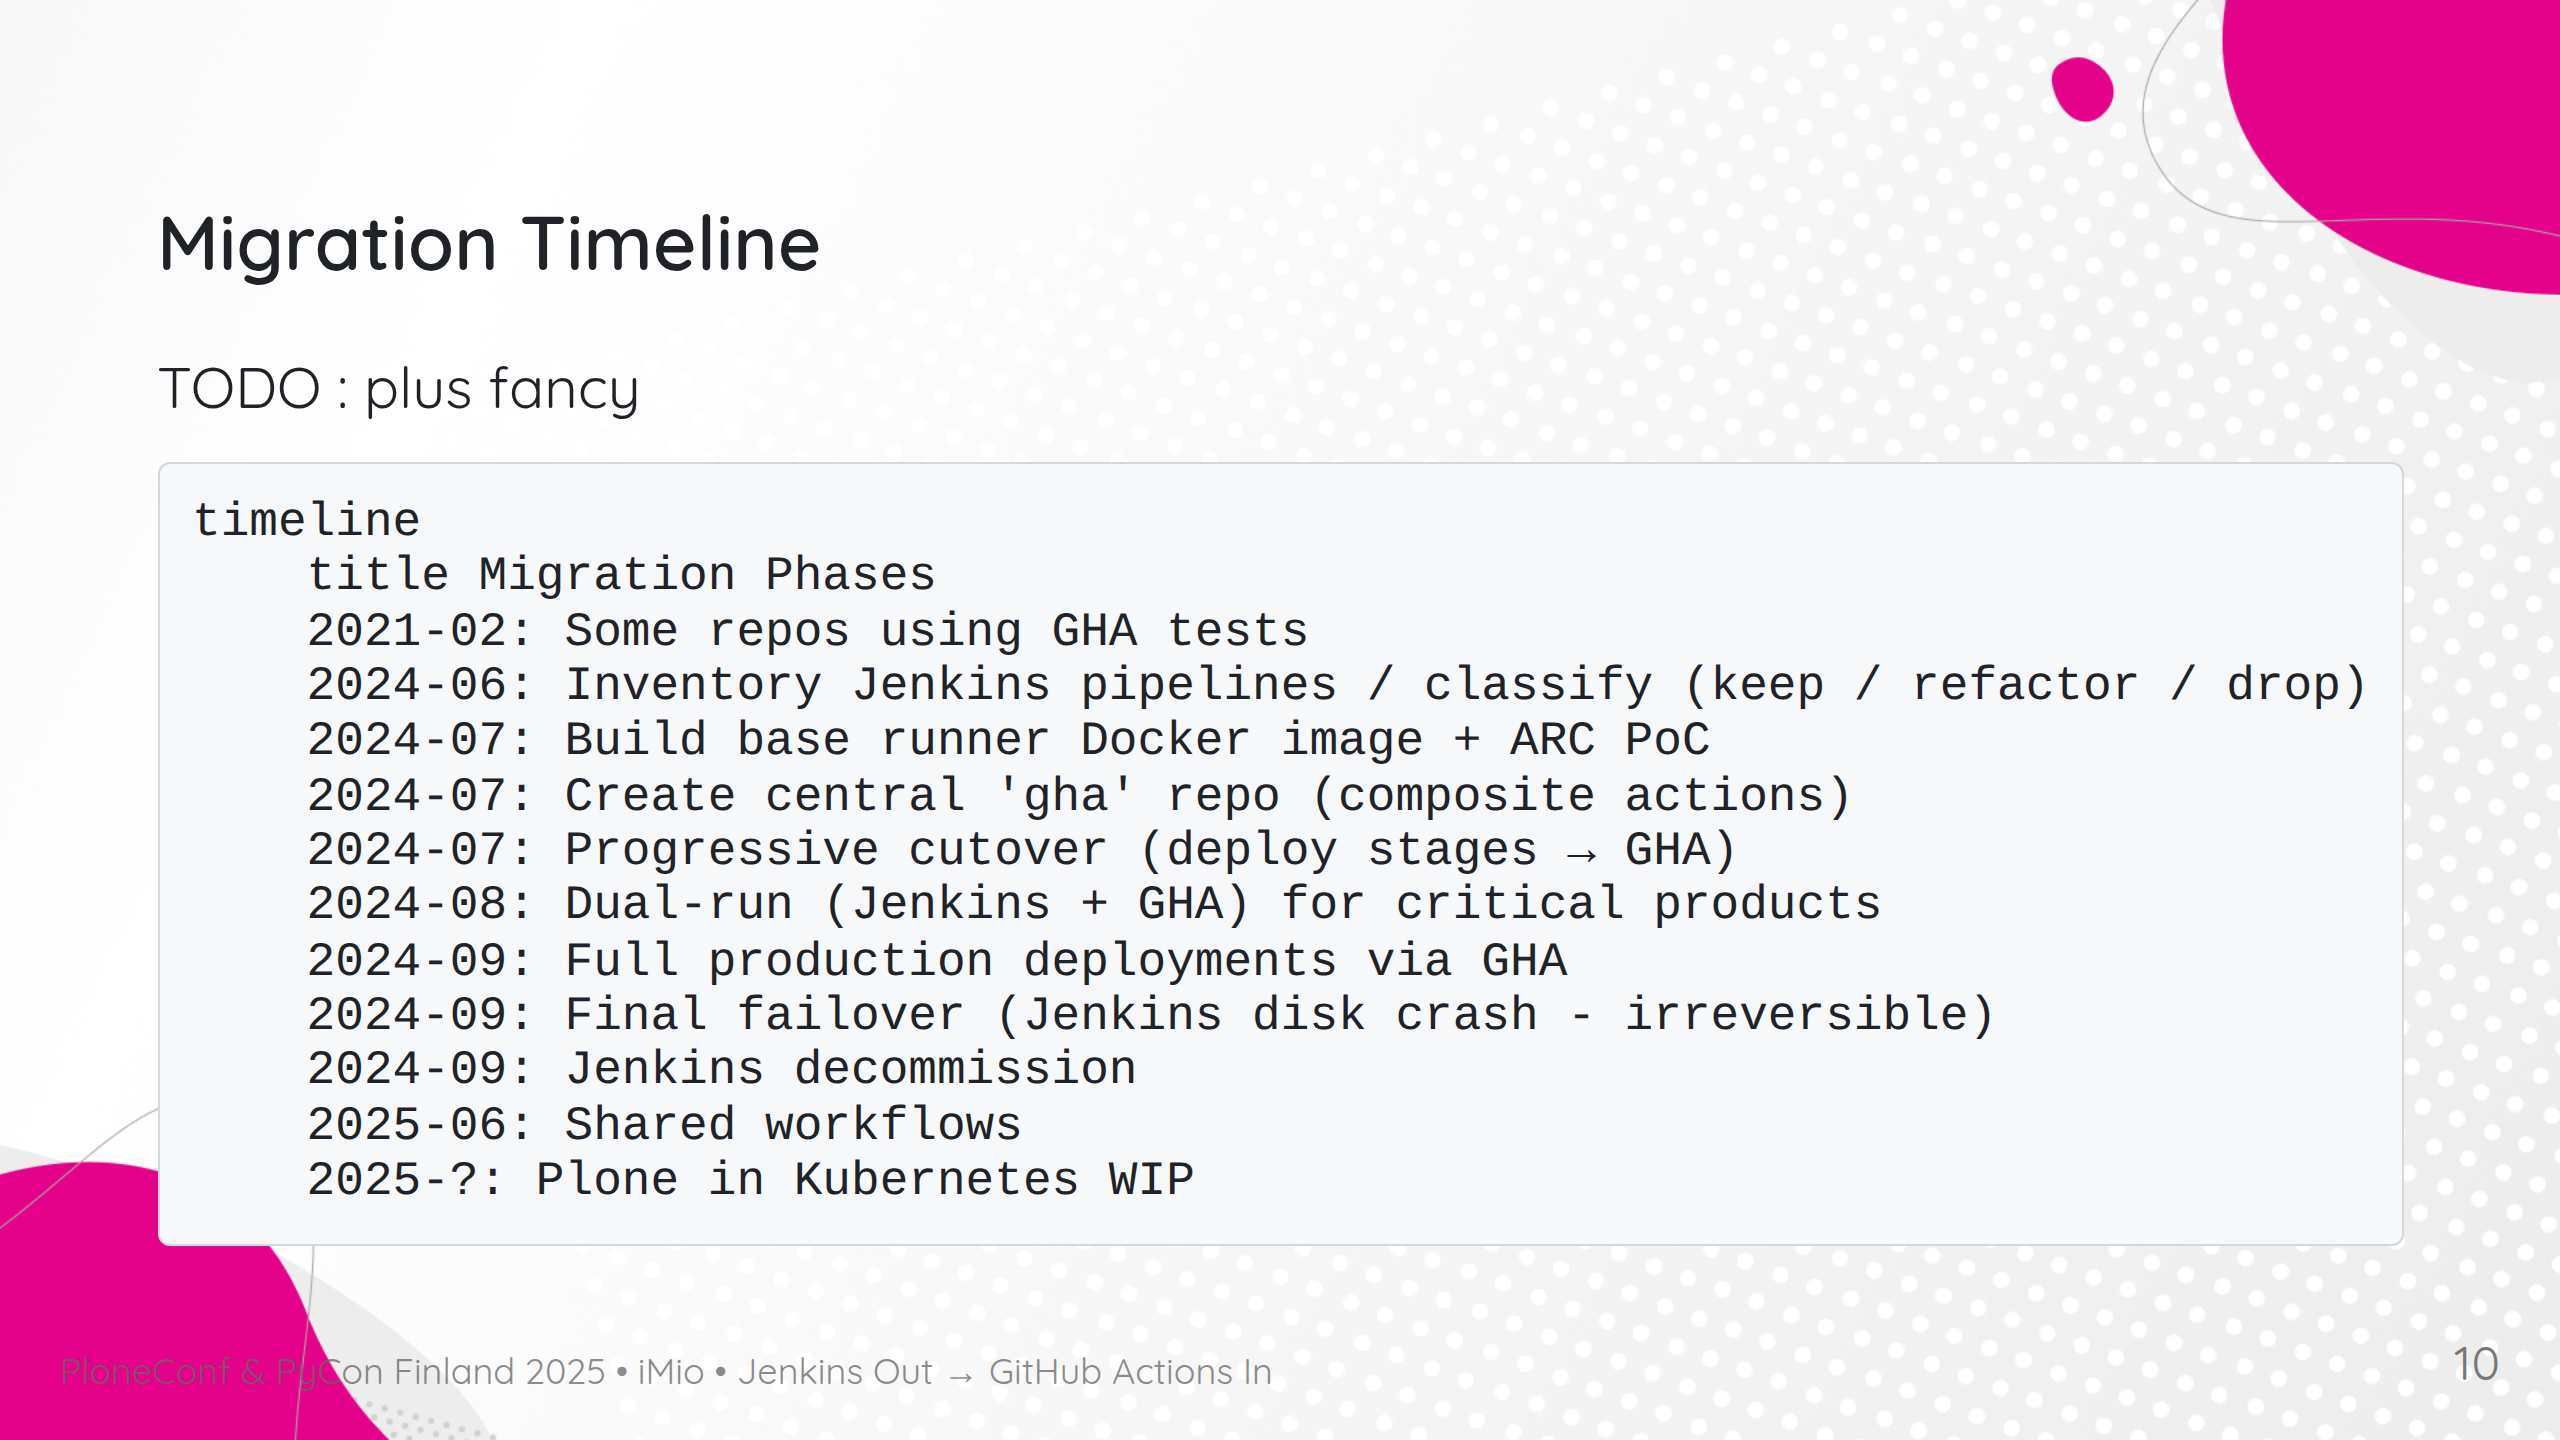 Migration Timeline
TODO : plus fancy
timeline
    title Migration Phases
    2021-02: Some repos using GHA tests
    2024-06: Inventory Jenkins pipelines / classify (keep / refactor / drop)
    2024-07: Build base runner Docker image + ARC PoC
    2024-07: Create central 'gha' repo (composite actions)
    2024-07: Progressive cutover (deploy stages → GHA)
    2024-08: Dual-run (Jenkins + GHA) for critical products
    2024-09: Full production deployments via GHA
    2024-09: Final failover (Jenkins disk crash - irreversible)
    2024-09: Jenkins decommission
    2025-06: Shared workflows
    2025-?: Plone in Kubernetes WIP
PloneConf & PyCon Finland 2025 • iMio • Jenkins Out → GitHub Actions In
10